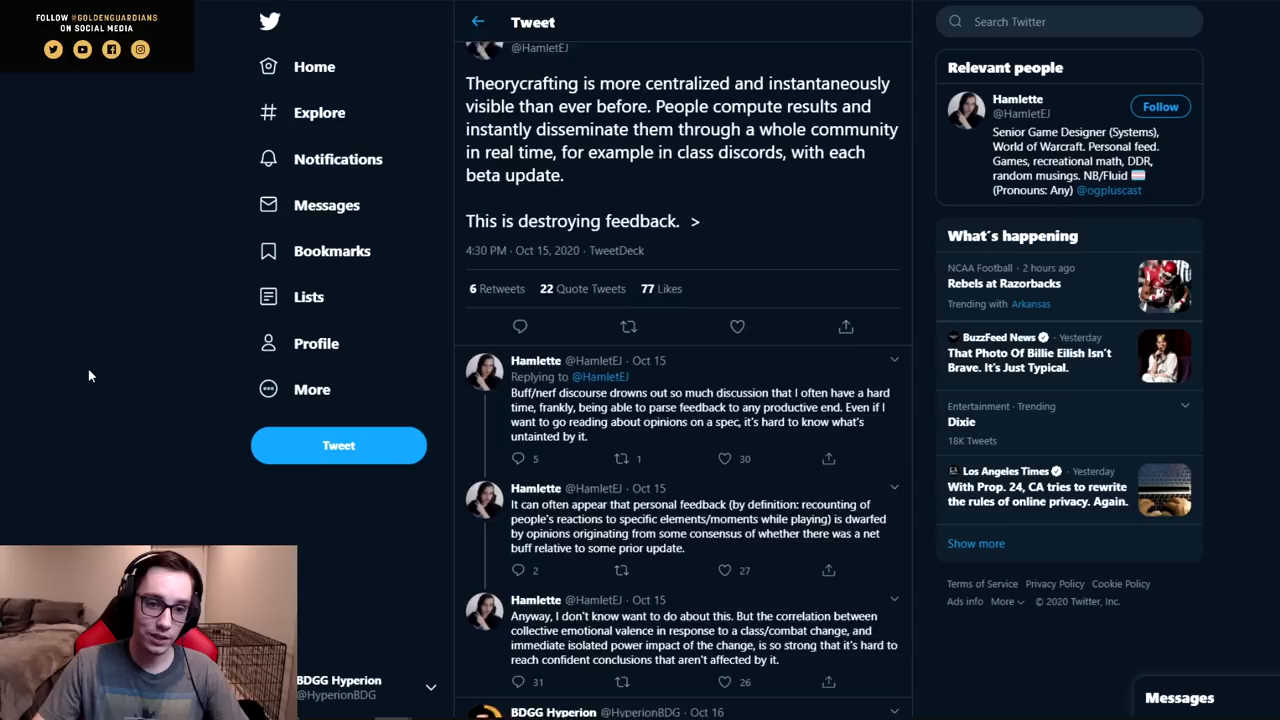 FOLLOW @GOLDENGUARDIANS
ON SOCIAL MEDIA
Home
Explore
Notifications
Messages
Bookmarks
Lists
Profile
More
Tweet
BDGG Hyperion
@HyperionBDG
Tweet
@HamletEJ
Theorycrafting is more centralized and instantaneously
visible than ever before. People compute results and
instantly disseminate them through a whole community
in real time, for example in class discords, with each
beta update.
This is destroying feedback. >
4:30 PM · Oct 15, 2020 · TweetDeck
6 Retweets 22 Quote Tweets 77 Likes
Hamlette @HamletEJ · Oct 15
Replying to @HamletEJ
Buff/nerf discourse drowns out so much discussion that I often have a hard
time, frankly, being able to parse feedback to any productive end. Even if I
want to go reading about opinions on a spec, it's hard to know what's
untainted by it.
5 1 30
Hamlette @HamletEJ · Oct 15
It can often appear that personal feedback (by definition: recounting of
people's reactions to specific elements/moments while playing) is dwarfed
by opinions originating from some consensus of whether there was a net
buff relative to some prior update.
2 27
Hamlette @HamletEJ · Oct 15
Anyway, I don't know want to do about this. But the correlation between
collective emotional valence in response to a class/combat change, and
immediate isolated power impact of the change, is so strong that it's hard to
reach confident conclusions that aren't affected by it.
31 26
BDGG Hyperion @HyperionBDG · Oct 16
Search Twitter
Relevant people
Hamlette
@HamletEJ
Follow
Senior Game Designer (Systems),
World of Warcraft. Personal feed.
Games, recreational math, DDR,
random musings. NB/Fluid
(Pronouns: Any) @ogpluscast
What's happening
NCAA Football · 2 hours ago
Rebels at Razorbacks
Trending with Arkansas
BuzzFeed News · Yesterday
That Photo Of Billie Eilish Isn't
Brave. It's Just Typical.
Entertainment · Trending
Dixie
18K Tweets
Los Angeles Times · Yesterday
With Prop. 24, CA tries to rewrite
the rules of online privacy. Again.
Show more
Terms of Service Privacy Policy Cookie Policy
Ads info More © 2020 Twitter, Inc.
Messages